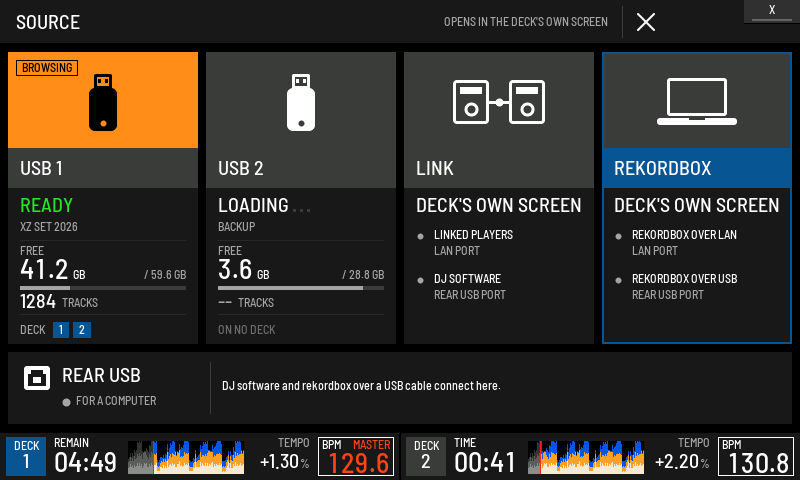 SOURCE
OPENS IN THE DECK'S OWN SCREEN
X
BROWSING
USB 1
READY
XZ SET 2026
FREE
41.2 GB / 59.6 GB
1284 TRACKS
DECK 1 2
USB 2
LOADING ...
BACKUP
FREE
3.6 GB / 28.8 GB
-- TRACKS
ON NO DECK
LINK
DECK'S OWN SCREEN
LINKED PLAYERS
LAN PORT
DJ SOFTWARE
REAR USB PORT
REKORDBOX
DECK'S OWN SCREEN
REKORDBOX OVER LAN
LAN PORT
REKORDBOX OVER USB
REAR USB PORT
REAR USB
FOR A COMPUTER
DJ software and rekordbox over a USB cable connect here.
DECK 1
REMAIN
04:49
TEMPO
+1.30%
BPM MASTER
129.6
DECK 2
TIME
00:41
TEMPO
+2.20%
BPM
130.8